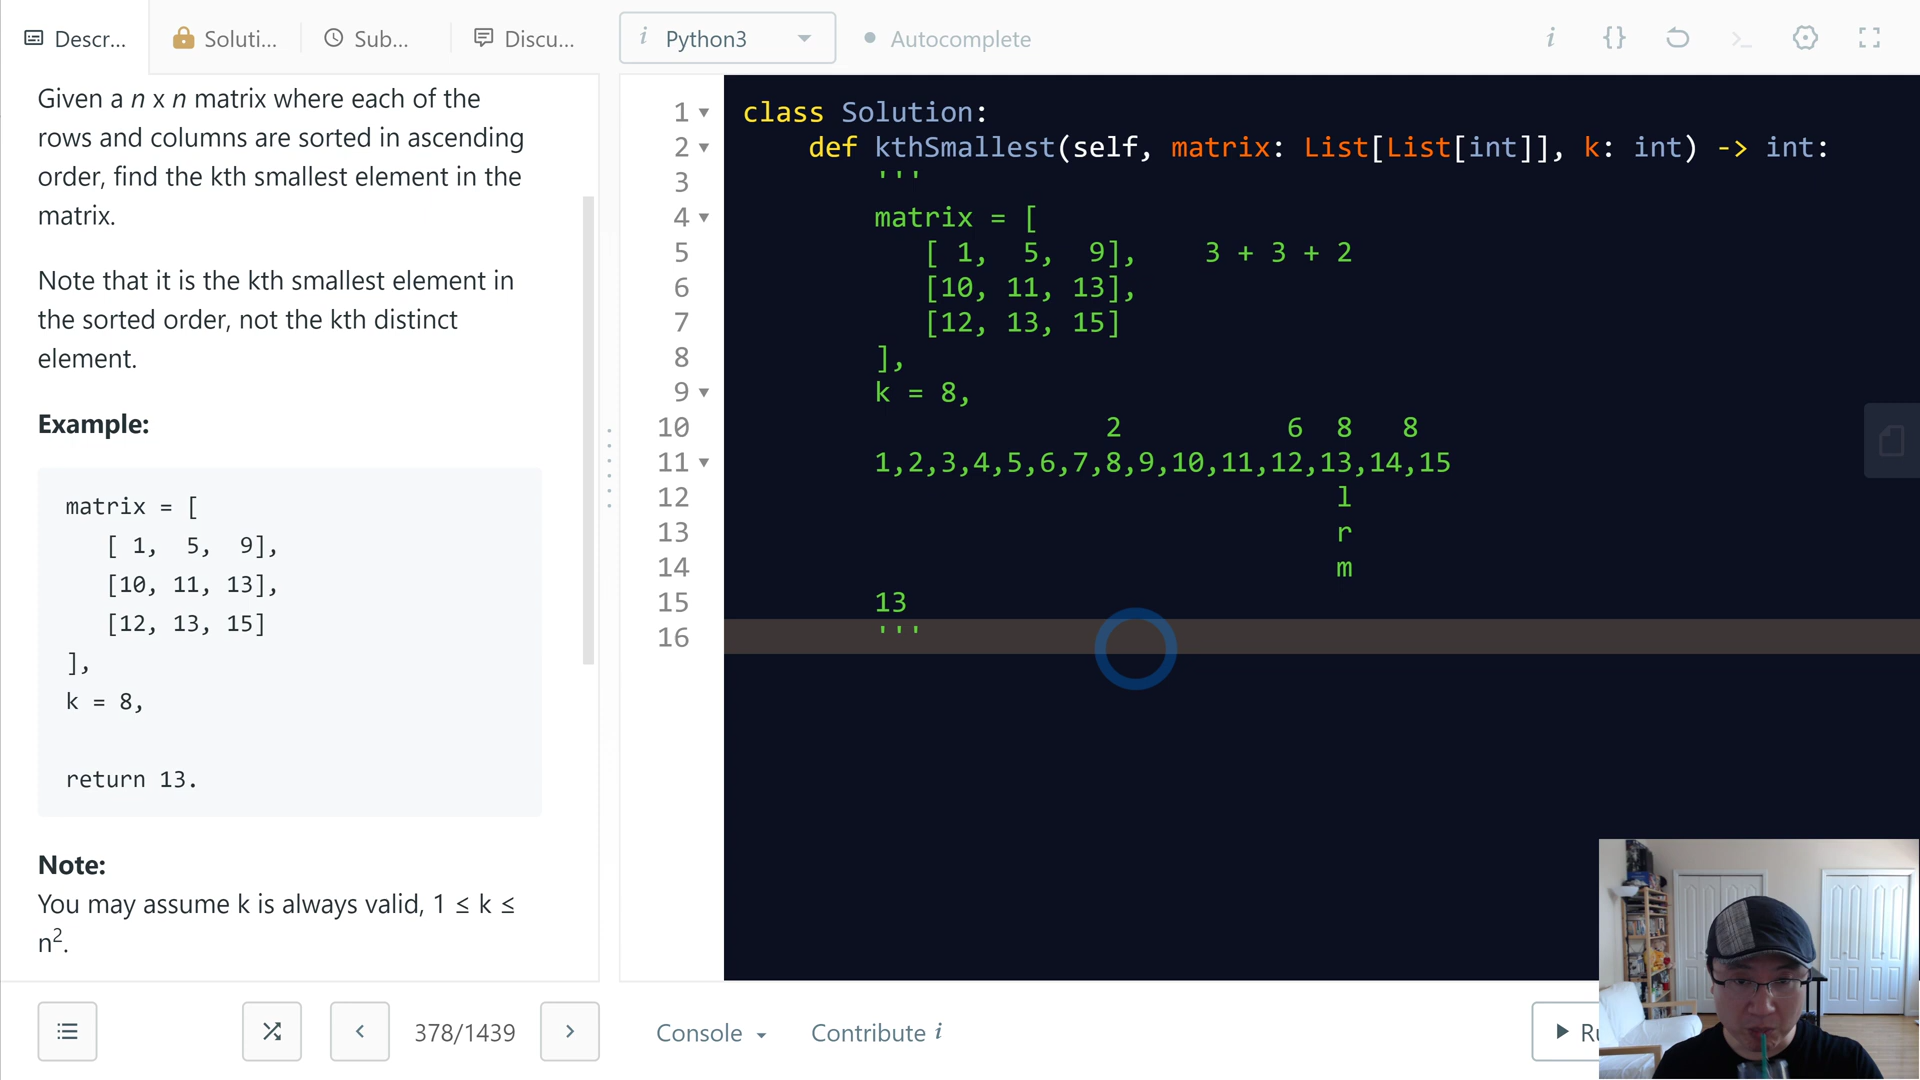 Descr...
Soluti...
Sub...
Discu...
i Python3
Autocomplete
i {}
Given a n x n matrix where each of the
rows and columns are sorted in ascending
order, find the kth smallest element in the
matrix.
Note that it is the kth smallest element in
the sorted order, not the kth distinct
element.
Example:
matrix = [
[ 1, 5, 9],
[10, 11, 13],
[12, 13, 15]
],
k = 8,
return 13.
Note:
You may assume k is always valid, 1 ≤ k ≤
n².
1 class Solution:
2 def kthSmallest(self, matrix: List[List[int]], k: int) -> int:
3 '''
4 matrix = [
5 [ 1, 5, 9], 3 + 3 + 2
6 [10, 11, 13],
7 [12, 13, 15]
8 ],
9 k = 8,
10 2 6 8 8
11 1,2,3,4,5,6,7,8,9,10,11,12,13,14,15
12 l
13 r
14 m
15 13
16 '''
378/1439
Console
Contribute i
Ru